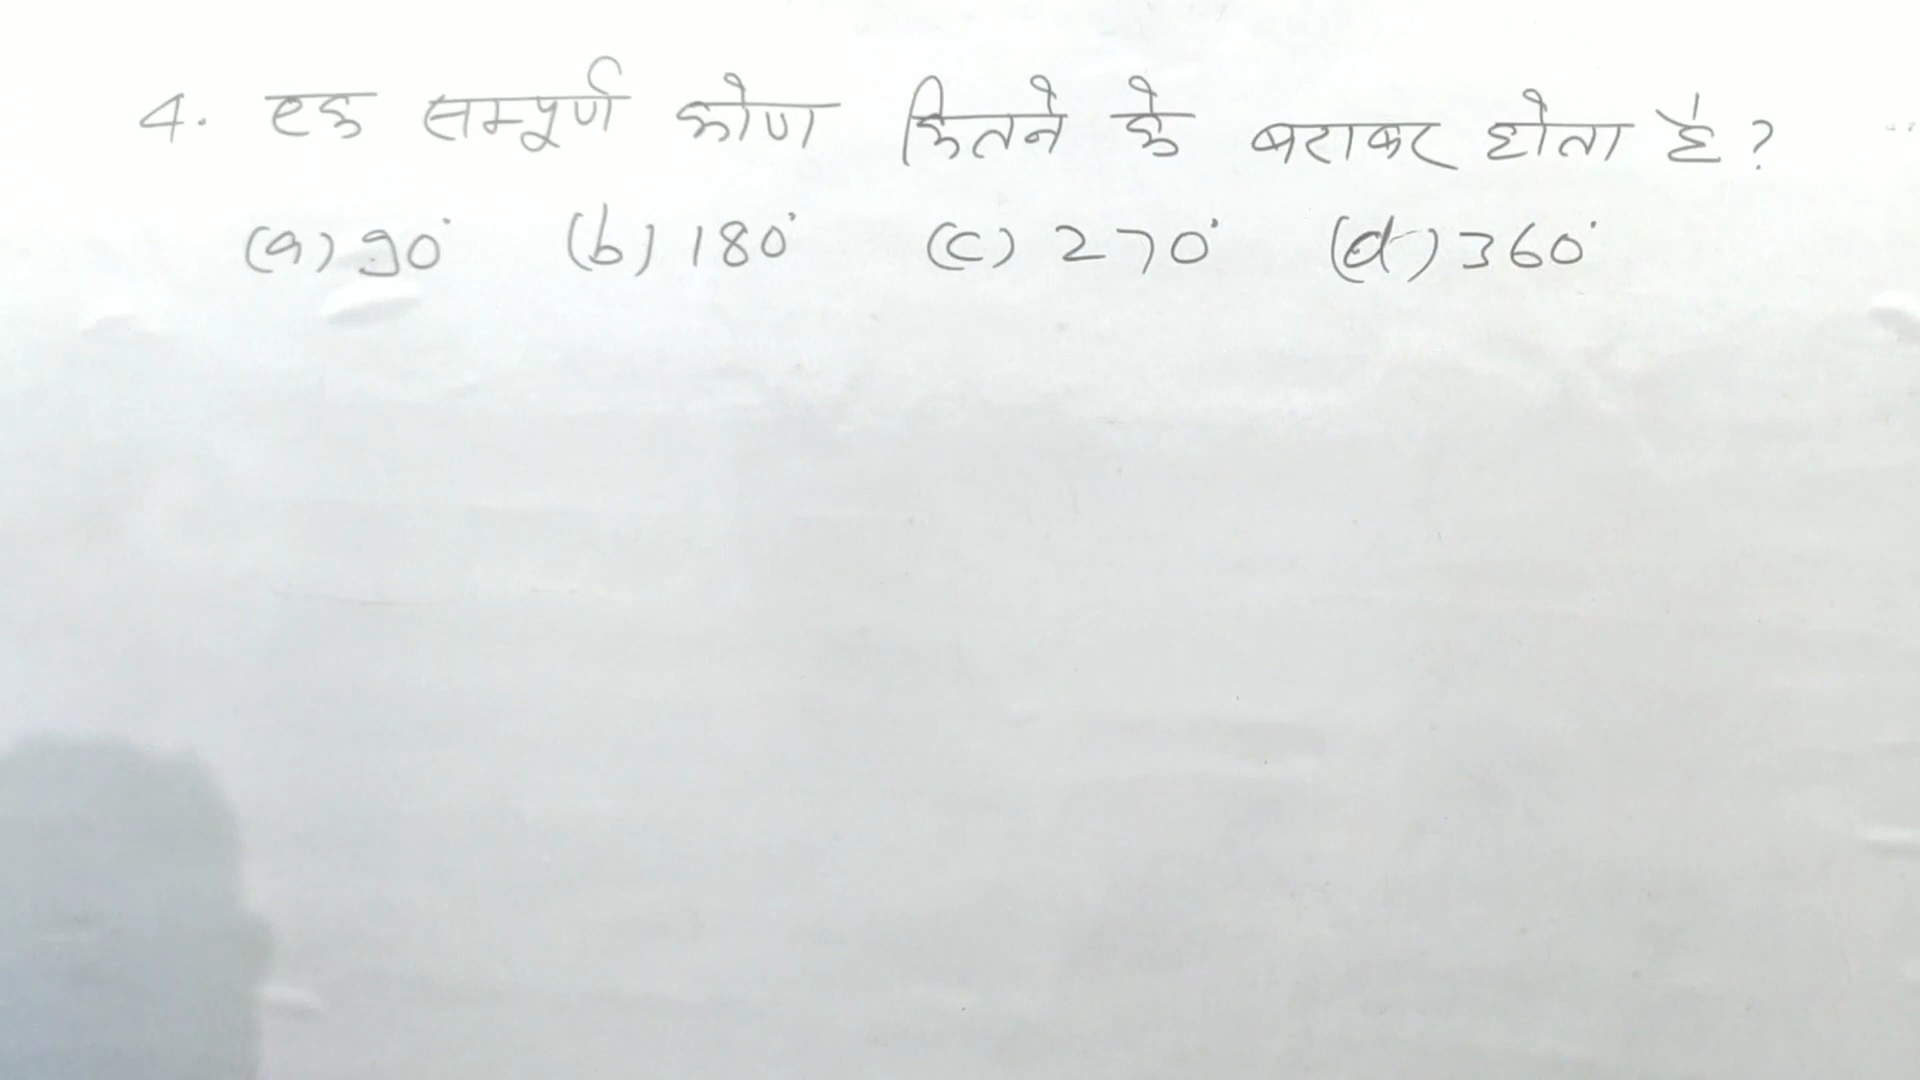 4. एक सम्पूर्ण कोण कितने के बराबर होता है ?
(a) 90° (b) 180° (c) 270° (d) 360°